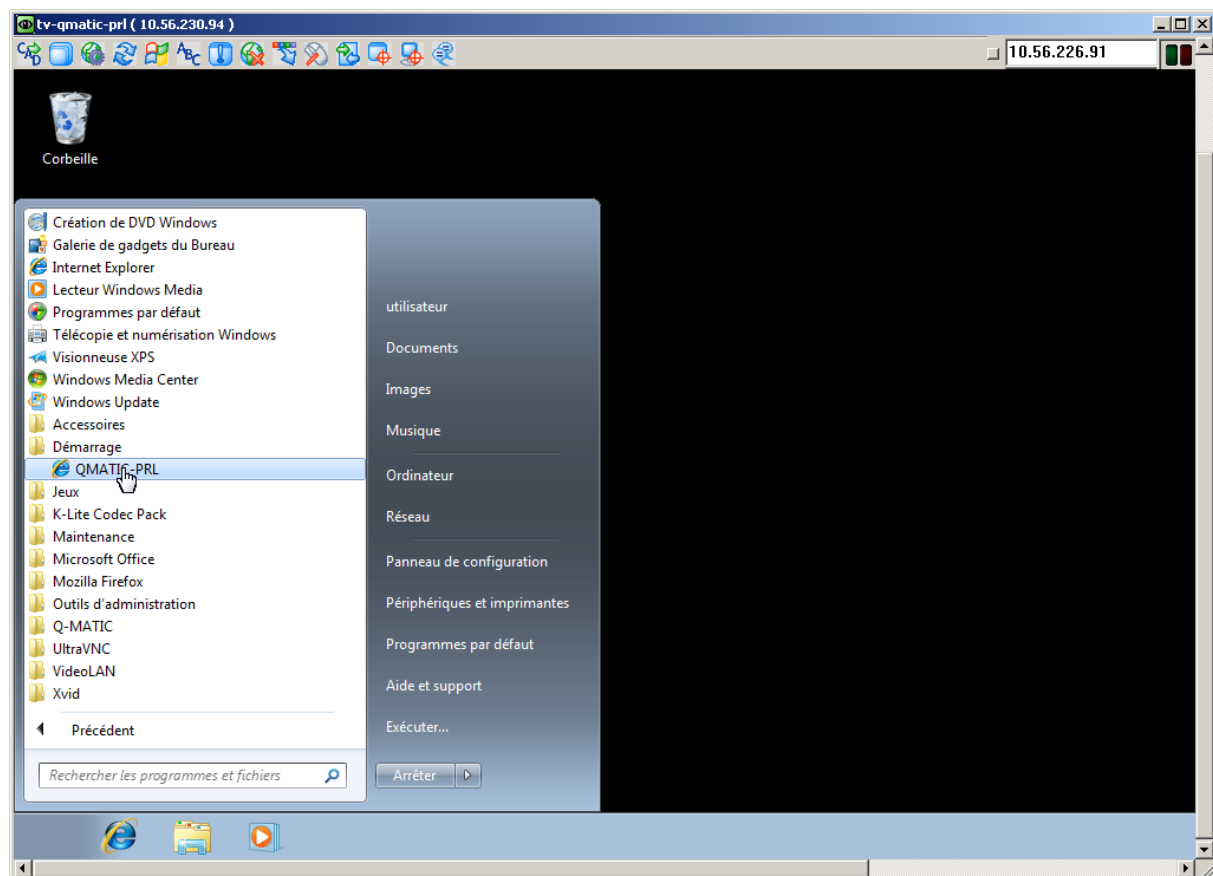 tv-qmatic-prl ( 10.56.230.94 )
10.56.226.91
Corbeille
Création de DVD Windows
Galerie de gadgets du Bureau
Internet Explorer
Lecteur Windows Media
Programmes par défaut
Télécopie et numérisation Windows
Visionneuse XPS
Windows Media Center
Windows Update
Accessoires
Démarrage
QMATIC-PRL
Jeux
K-Lite Codec Pack
Maintenance
Microsoft Office
Mozilla Firefox
Outils d'administration
Q-MATIC
UltraVNC
VideoLAN
Xvid
Précédent
Rechercher les programmes et fichiers
utilisateur
Documents
Images
Musique
Ordinateur
Réseau
Panneau de configuration
Périphériques et imprimantes
Programmes par défaut
Aide et support
Exécuter...
Arrêter